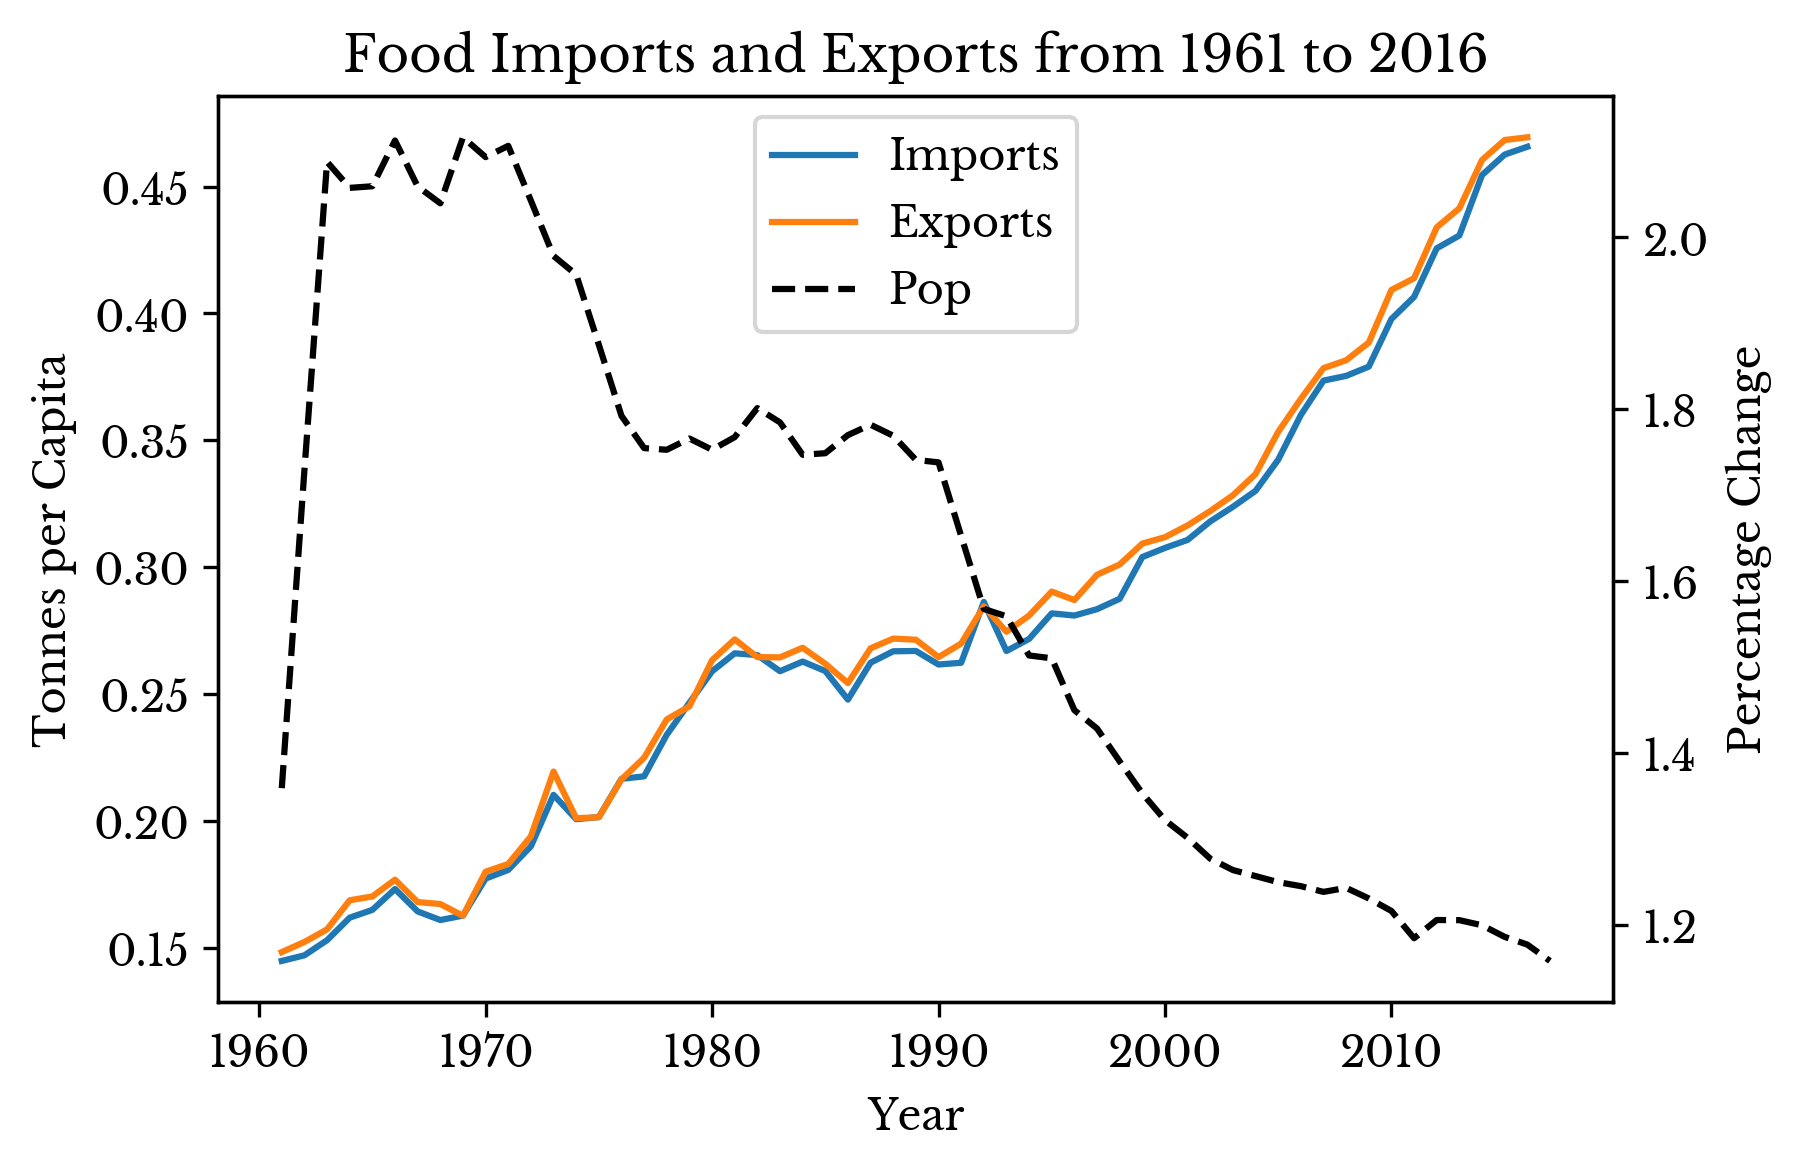 Food Imports and Exports from 1961 to 2016
Imports
Exports
Pop
0.45
0.40
0.35
0.30
0.25
0.20
0.15
Tonnes per Capita
2.0
1.8
1.6
1.4
1.2
Percentage Change
1960 1970 1980 1990 2000 2010
Year